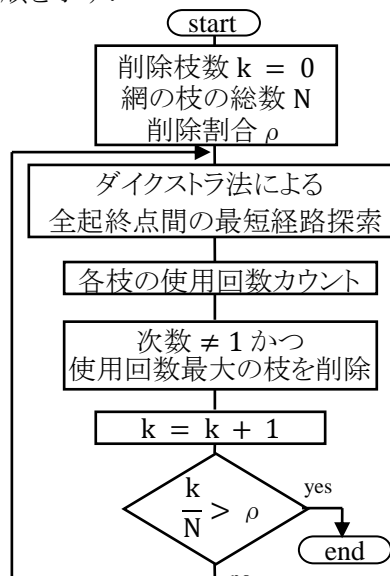 start
削除枝数 k = 0
網の枝の総数 N
削除割合 ρ
ダイクストラ法による
全起終点間の最短経路探索
各枝の使用回数カウント
次数 ≠ 1 かつ
使用回数最大の枝を削除
k = k + 1
k/N > ρ
yes
end